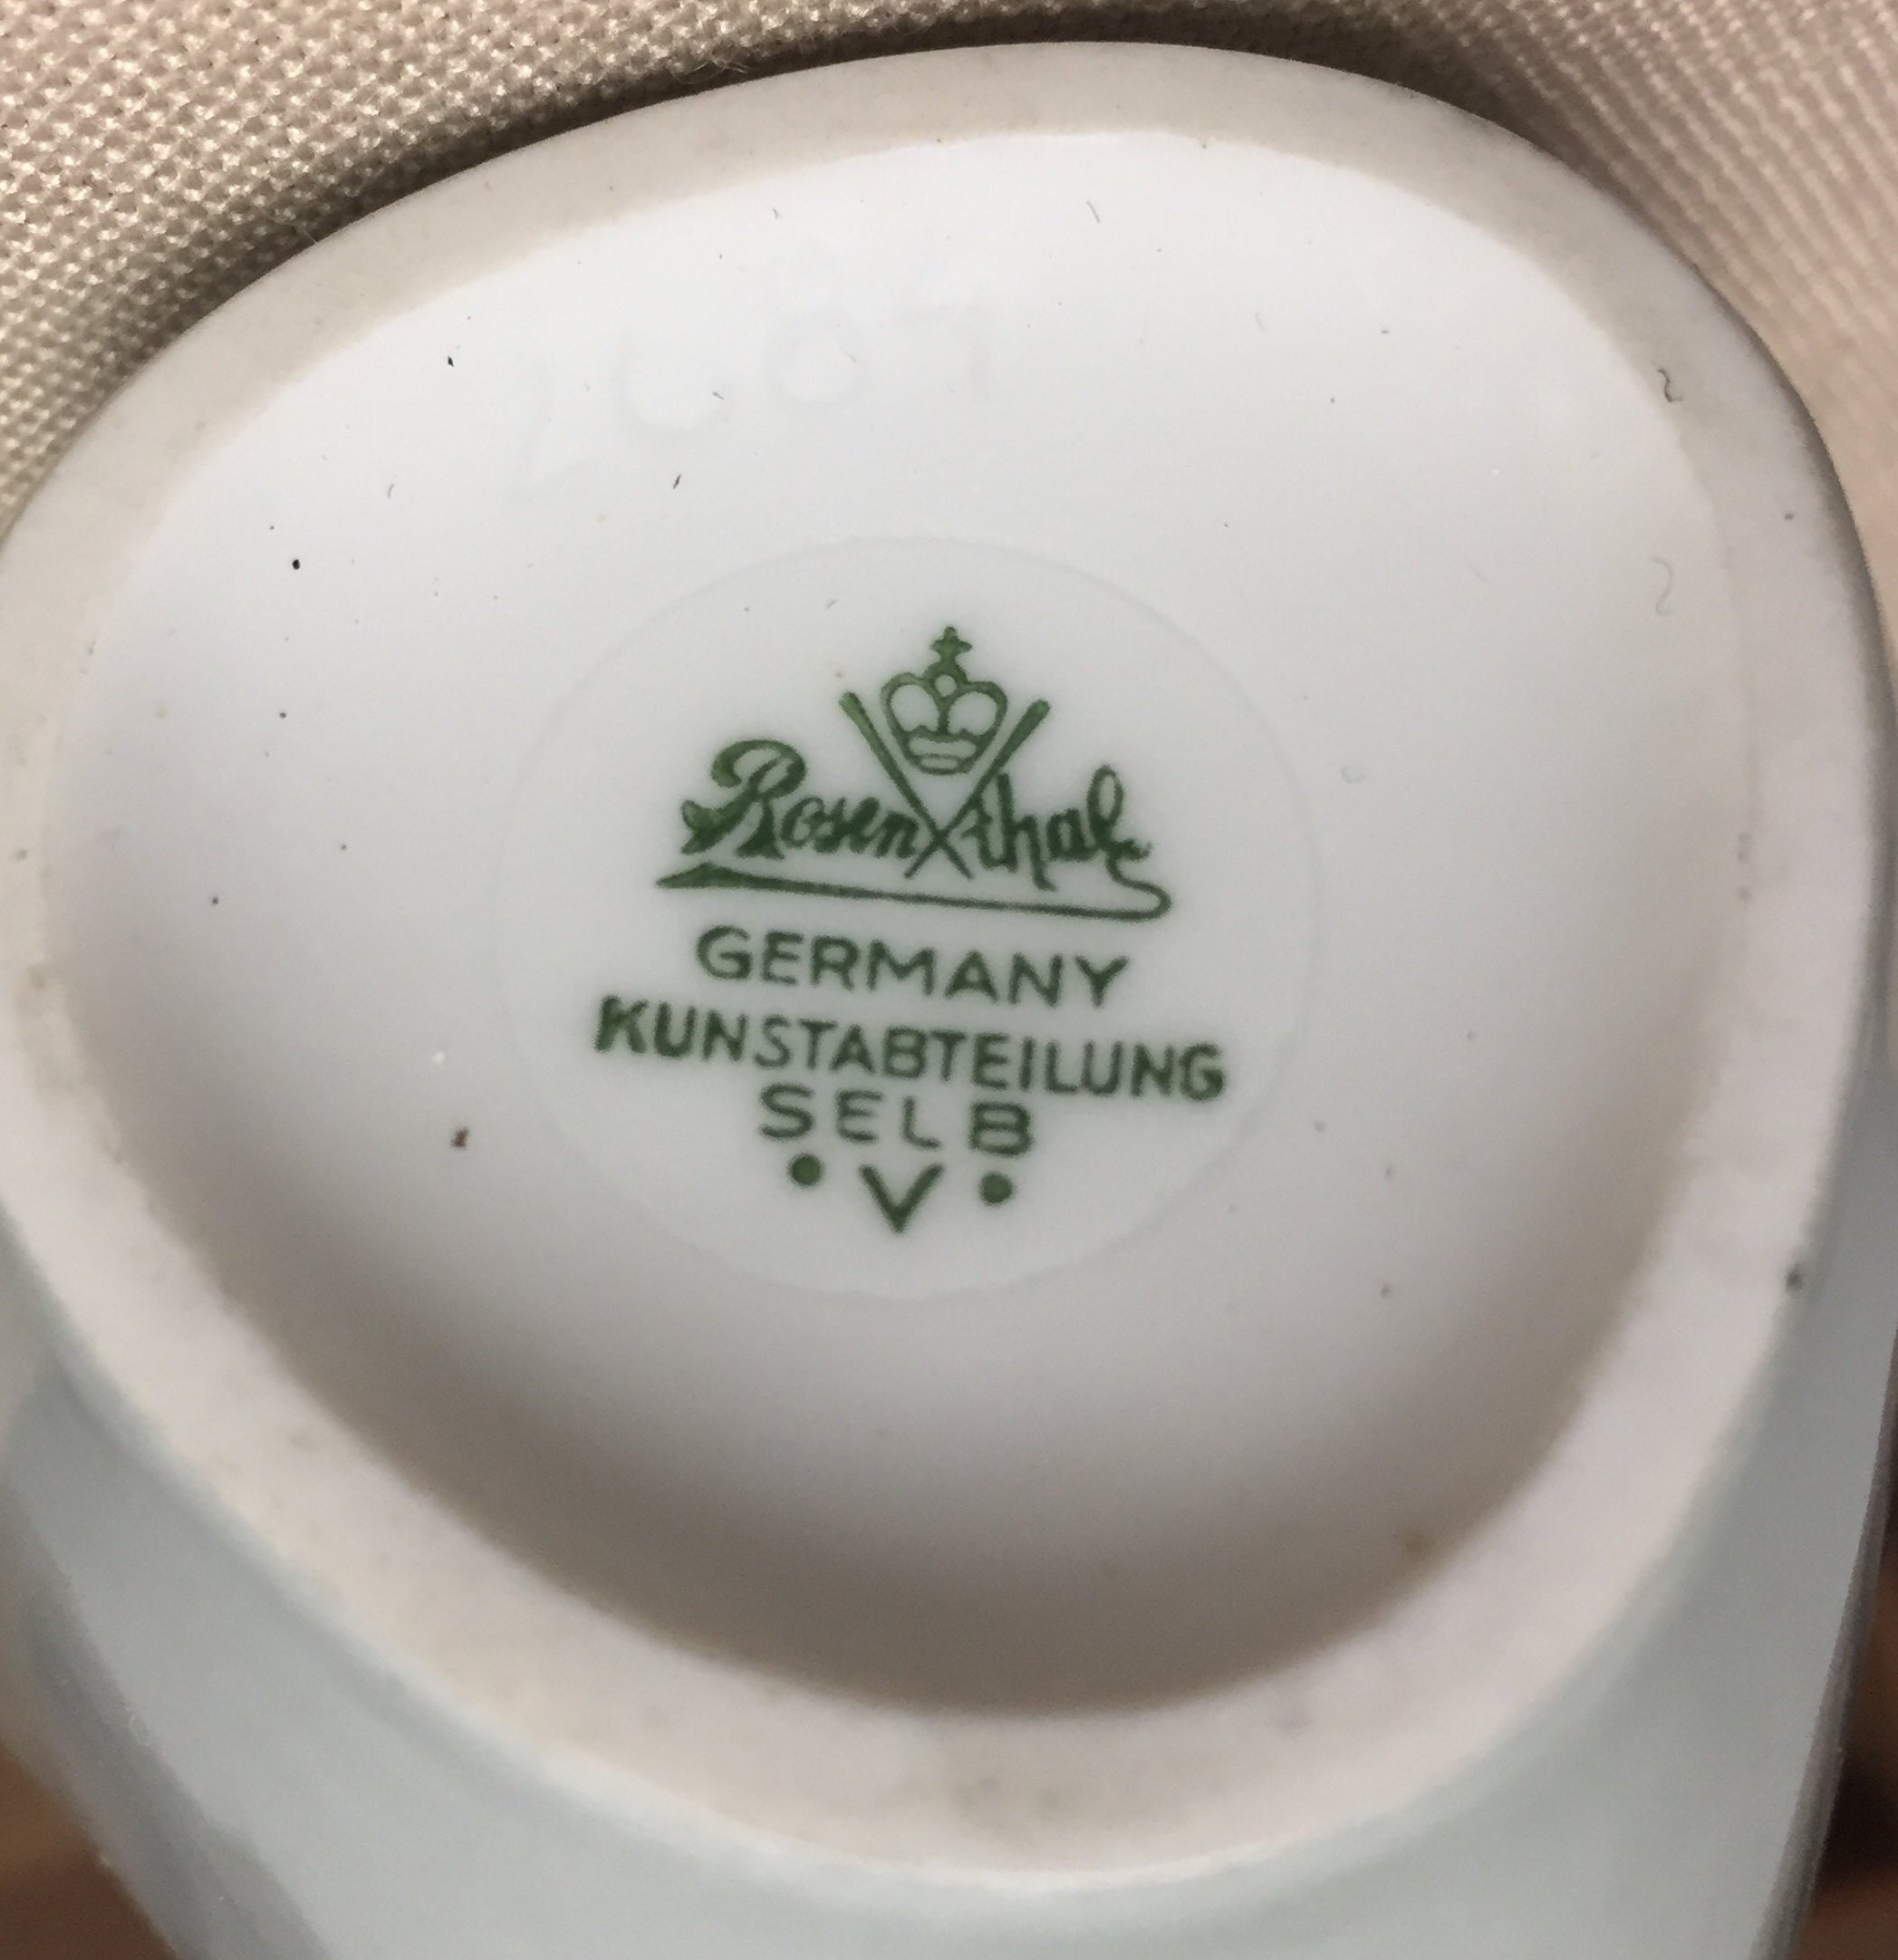 Rosenthal
GERMANY
KUNSTABTEILUNG
SELB
• V •